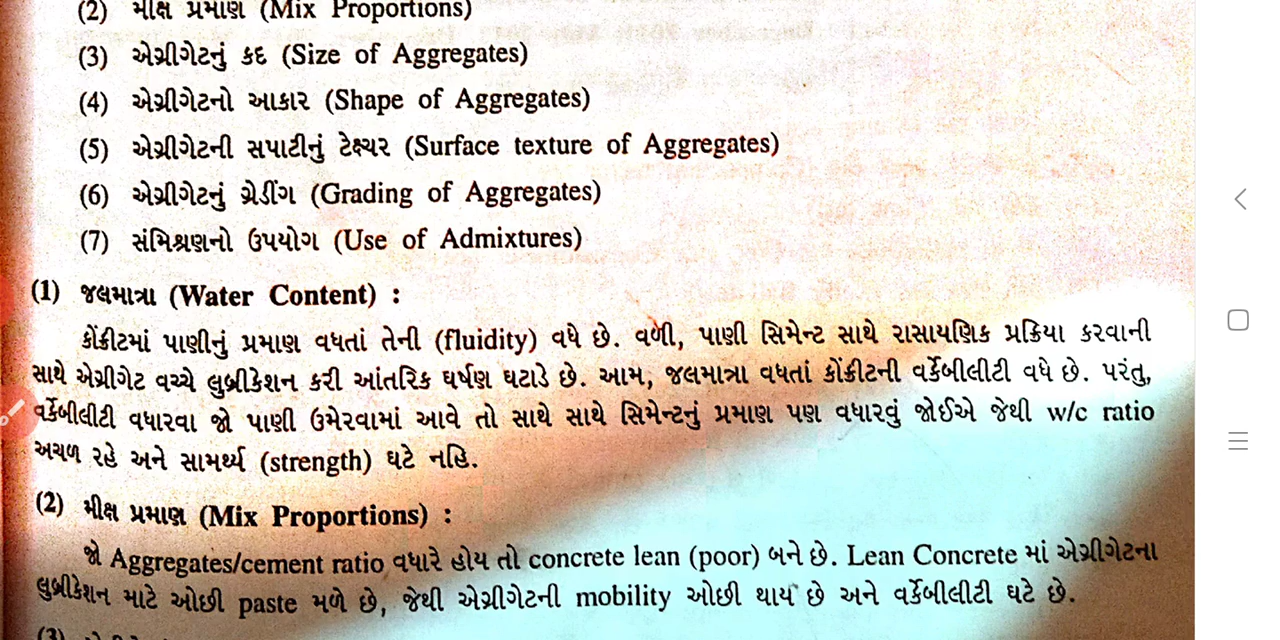 (2) મીક્ષ પ્રમાણ (Mix Proportions)
(3) એગ્રીગેટનું કદ (Size of Aggregates)
(4) એગ્રીગેટનો આકાર (Shape of Aggregates)
(5) એગ્રીગેટની સપાટીનું ટેક્ષ્ચર (Surface texture of Aggregates)
(6) એગ્રીગેટનું ગ્રેડીંગ (Grading of Aggregates)
(7) સંમિશ્રણનો ઉપયોગ (Use of Admixtures)
(1) જલમાત્રા (Water Content) :
કોંક્રીટમાં પાણીનું પ્રમાણ વધતાં તેની (fluidity) વધે છે. વળી, પાણી સિમેન્ટ સાથે રાસાયણિક પ્રક્રિયા કરવાની
સાથે એગ્રીગેટ વચ્ચે લુબ્રીકેશન કરી આંતરિક ઘર્ષણ ઘટાડે છે. આમ, જલમાત્રા વધતાં કોંક્રીટની વર્કેબીલીટી વધે છે. પરંતુ,
વર્કેબીલીટી વધારવા જો પાણી ઉમેરવામાં આવે તો સાથે સાથે સિમેન્ટનું પ્રમાણ પણ વધારવું જોઈએ જેથી w/c ratio
અચળ રહે અને સામર્થ્ય (strength) ઘટે નહિ.
(2) મીક્ષ પ્રમાણ (Mix Proportions) :
જો Aggregates/cement ratio વધારે હોય તો concrete lean (poor) બને છે. Lean Concrete માં એગ્રીગેટના
લુબ્રીકેશન માટે ઓછી paste મળે છે, જેથી એગ્રીગેટની mobility ઓછી થાય છે અને વર્કેબીલીટી ઘટે છે.
(3)